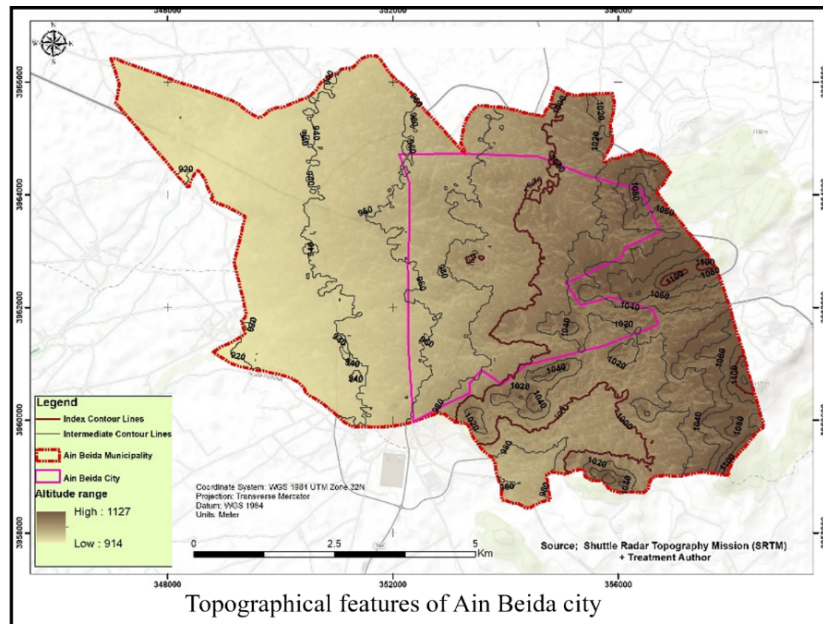 348000 352000 356000
N
W E
S
3966000
3964000
3962000
3960000
3958000
Legend
Index Contour Lines
Intermediate Contour Lines
Ain Beida Municipality
Ain Beida City
Altitude range
High : 1127
Low : 914
Coordinate System: WGS 1984 UTM Zone 32N
Projection: Transverse Mercator
Datum: WGS 1984
Units: Meter
0 2.5 5
Km
Source; Shuttle Radar Topography Mission (SRTM)
+ Treatment Author
348000 352000 356000
920
940
960
980
1000
1020
1040
1060
1080
1100
Topographical features of Ain Beida city